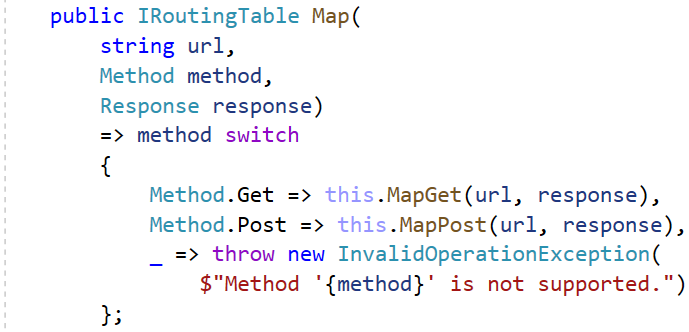 public IRoutingTable Map(
    string url,
    Method method,
    Response response)
    => method switch
    {
        Method.Get => this.MapGet(url, response),
        Method.Post => this.MapPost(url, response),
        _ => throw new InvalidOperationException(
            $"Method '{method}' is not supported.")
    };